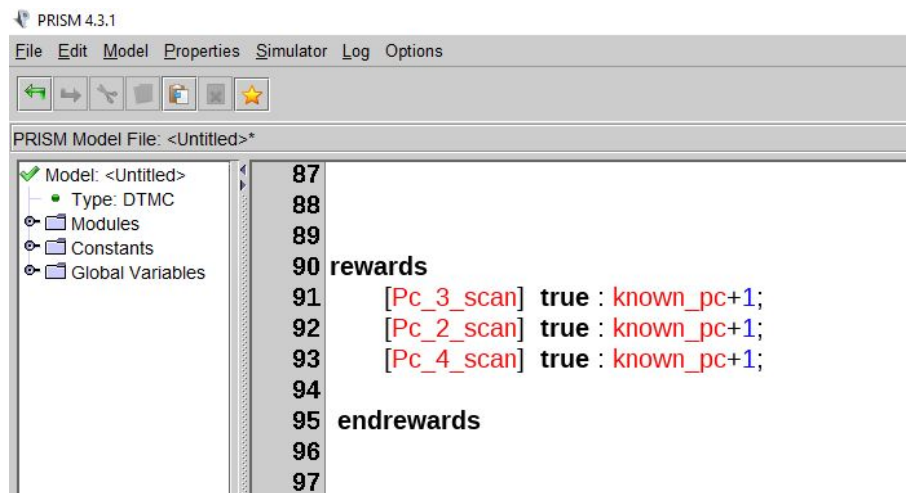 PRISM 4.3.1
File Edit Model Properties Simulator Log Options
PRISM Model File: <Untitled>*
Model: <Untitled>
Type: DTMC
Modules
Constants
Global Variables
87
88
89
90 rewards
91 [Pc_3_scan] true : known_pc+1;
92 [Pc_2_scan] true : known_pc+1;
93 [Pc_4_scan] true : known_pc+1;
94
95 endrewards
96
97